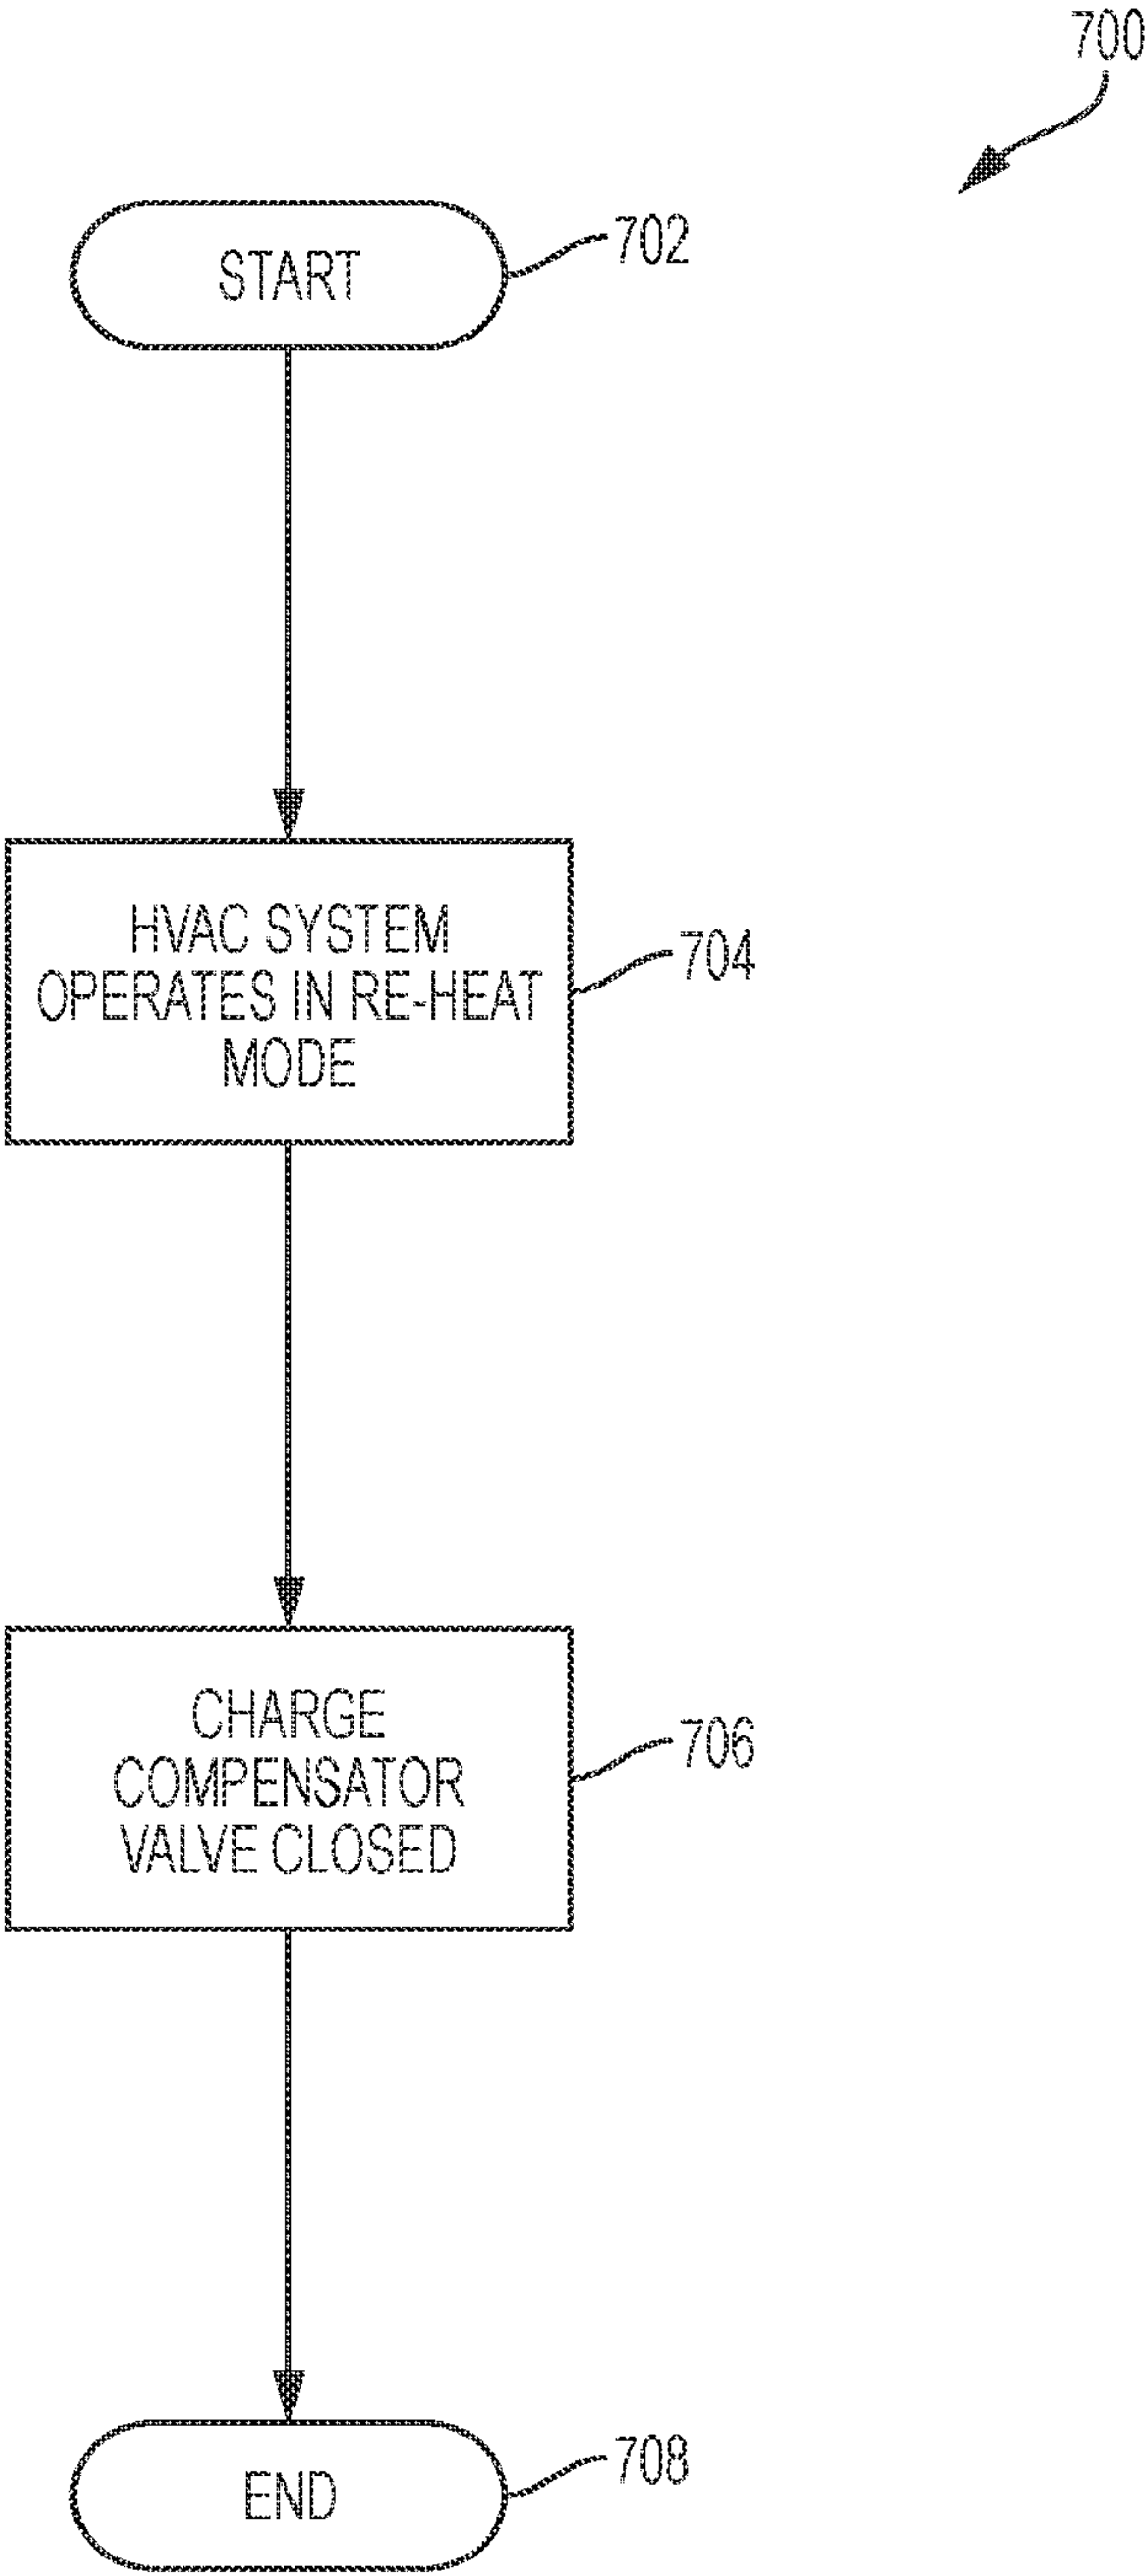 700
START
702
HVAC SYSTEM
OPERATES IN RE-HEAT
MODE
704
CHARGE
COMPENSATOR
VALVE CLOSED
706
END
708